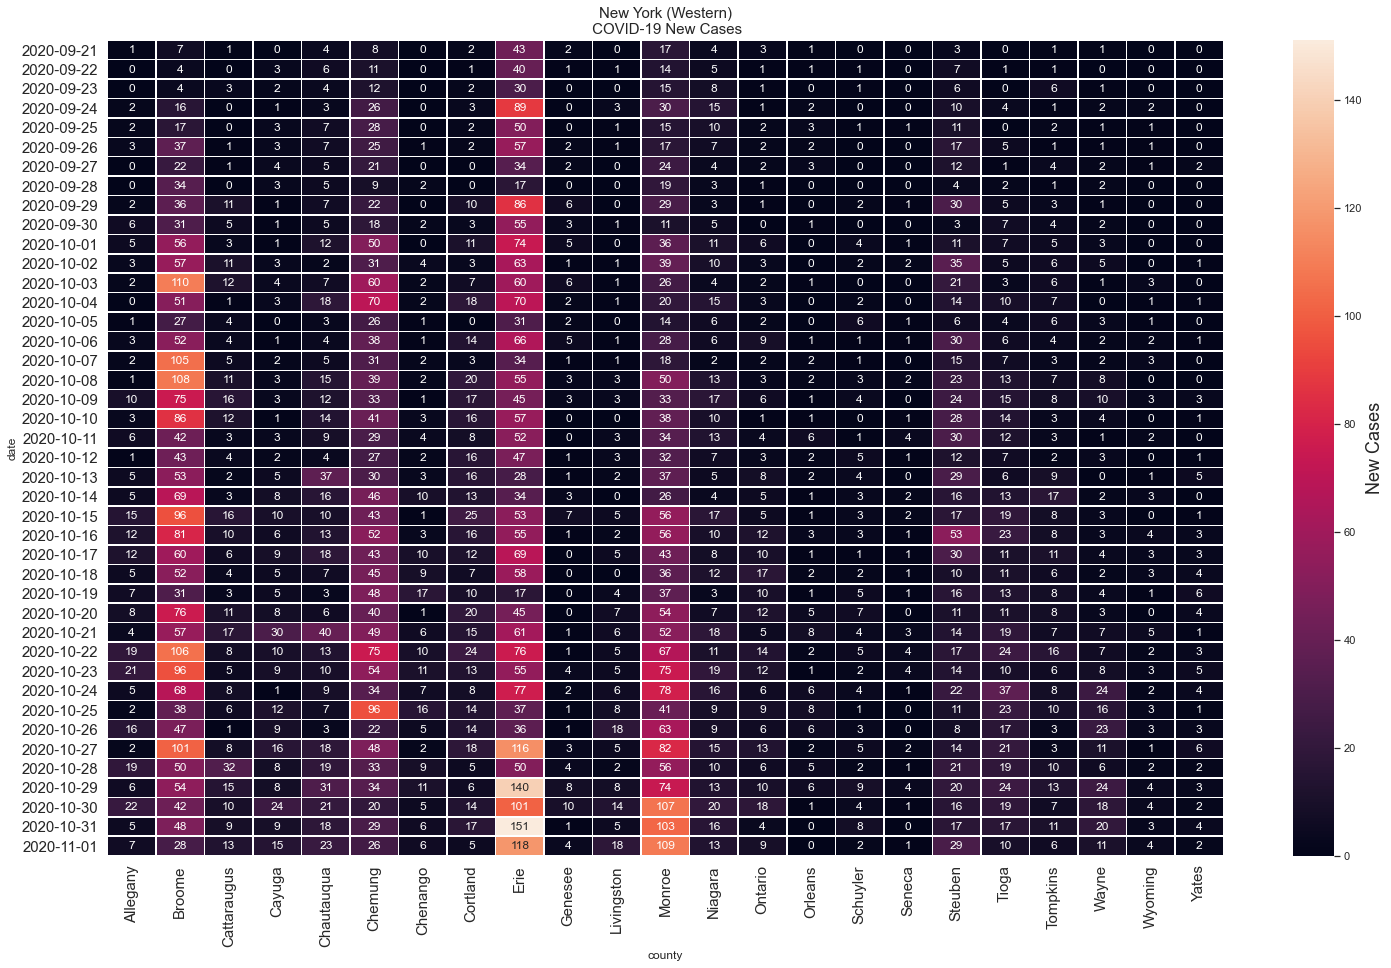 New York (Western)
COVID-19 New Cases
2020-09-21 1 7 1 0 4 8 0 2 43 2 0 17 4 3 1 0 0 3 0 1 1 0 0
2020-09-22 0 4 0 3 6 11 0 1 40 1 1 14 5 1 1 1 0 7 1 1 0 0 0
2020-09-23 0 4 3 2 4 12 0 2 30 0 0 15 8 1 0 1 0 6 0 6 1 0 0
2020-09-24 2 16 0 1 3 26 0 3 89 0 3 30 15 1 2 0 0 10 4 1 2 2 0
2020-09-25 2 17 0 3 7 28 0 2 50 0 1 15 10 2 3 1 1 11 0 2 1 1 0
2020-09-26 3 37 1 3 7 25 1 2 57 2 1 17 7 2 2 0 0 17 5 1 1 1 0
2020-09-27 0 22 1 4 5 21 0 0 34 2 0 24 4 2 3 0 0 12 1 4 2 1 2
2020-09-28 0 34 0 3 5 9 2 0 17 0 0 19 3 1 0 0 0 4 2 1 2 0 0
2020-09-29 2 36 11 1 7 22 0 10 86 6 0 29 3 1 0 2 1 30 5 3 1 0 0
2020-09-30 6 31 5 1 5 18 2 3 55 3 1 11 5 0 1 0 0 3 7 4 2 0 0
2020-10-01 5 56 3 1 12 50 0 11 74 5 0 36 11 6 0 4 1 11 7 5 3 0 0
2020-10-02 3 57 11 3 2 31 4 3 63 1 1 39 10 3 0 2 2 35 5 6 5 0 1
2020-10-03 2 110 12 4 7 60 2 7 60 6 1 26 4 2 1 0 0 21 3 6 1 3 0
2020-10-04 0 51 1 3 18 70 2 18 70 2 1 20 15 3 0 2 0 14 10 7 0 1 1
2020-10-05 1 27 4 0 3 26 1 0 31 2 0 14 6 2 0 6 1 6 4 6 3 1 0
2020-10-06 3 52 4 1 4 38 1 14 66 5 1 28 6 9 1 1 1 30 6 4 2 2 1
2020-10-07 2 105 5 2 5 31 2 3 34 1 1 18 2 2 2 1 0 15 7 3 2 3 0
2020-10-08 1 108 11 3 15 39 2 20 55 3 3 50 13 3 2 3 2 23 13 7 8 0 0
2020-10-09 10 75 16 3 12 33 1 17 45 3 3 33 17 6 1 4 0 24 15 8 10 3 3
2020-10-10 3 86 12 1 14 41 3 16 57 0 0 38 10 1 1 0 1 28 14 3 4 0 1
2020-10-11 6 42 3 3 9 29 4 8 52 0 3 34 13 4 6 1 4 30 12 3 1 2 0
2020-10-12 1 43 4 2 4 27 2 16 47 1 3 32 7 3 2 5 1 12 7 2 3 0 1
2020-10-13 5 53 2 5 37 30 3 16 28 1 2 37 5 8 2 4 0 29 6 9 0 1 5
2020-10-14 5 69 3 8 16 46 10 13 34 3 0 26 4 5 1 3 2 16 13 17 2 3 0
2020-10-15 15 96 16 10 10 43 1 25 53 7 5 56 17 5 1 3 2 17 19 8 3 0 1
2020-10-16 12 81 10 6 13 52 3 16 55 1 2 56 10 12 3 3 1 53 23 8 3 4 3
2020-10-17 12 60 6 9 18 43 10 12 69 0 5 43 8 10 1 1 1 30 11 11 4 3 3
2020-10-18 5 52 4 5 7 45 9 7 58 0 0 36 12 17 2 2 1 10 11 6 2 3 4
2020-10-19 7 31 3 5 3 48 17 10 17 0 4 37 3 10 1 5 1 16 13 8 4 1 6
2020-10-20 8 76 11 8 6 40 1 20 45 0 7 54 7 12 5 7 0 11 11 8 3 0 4
2020-10-21 4 57 17 30 40 49 6 15 61 1 6 52 18 5 8 4 3 14 19 7 7 5 1
2020-10-22 19 106 8 10 13 75 10 24 76 1 5 67 11 14 2 5 4 17 24 16 7 2 3
2020-10-23 21 96 5 9 10 54 11 13 55 4 5 75 19 12 1 2 4 14 10 6 8 3 5
2020-10-24 5 68 8 1 9 34 7 8 77 2 6 78 16 6 6 4 1 22 37 8 24 2 4
2020-10-25 2 38 6 12 7 96 16 14 37 1 8 41 9 9 8 1 0 11 23 10 16 3 1
2020-10-26 16 47 1 9 3 22 5 14 36 1 18 63 9 6 6 3 0 8 17 3 23 3 3
2020-10-27 2 101 8 16 18 48 2 18 116 3 5 82 15 13 2 5 2 14 21 3 11 1 6
2020-10-28 19 50 32 8 19 33 9 5 50 4 2 56 10 6 5 2 1 21 19 10 6 2 2
2020-10-29 6 54 15 8 31 34 11 6 140 8 8 74 13 10 6 9 4 20 24 13 24 4 3
2020-10-30 22 42 10 24 21 20 5 14 101 10 14 107 20 18 1 4 1 16 19 7 18 4 2
2020-10-31 5 48 9 9 18 29 6 17 151 1 5 103 16 4 0 8 0 17 17 11 20 3 4
2020-11-01 7 28 13 15 23 26 6 5 118 4 18 109 13 9 0 2 1 29 10 6 11 4 2
date
Allegany Broome Cattaraugus Cayuga Chautauqua Chemung Chenango Cortland Erie Genesee Livingston Monroe Niagara Ontario Orleans Schuyler Seneca Steuben Tioga Tompkins Wayne Wyoming Yates
county
140
120
100
80
60
40
20
0
New Cases